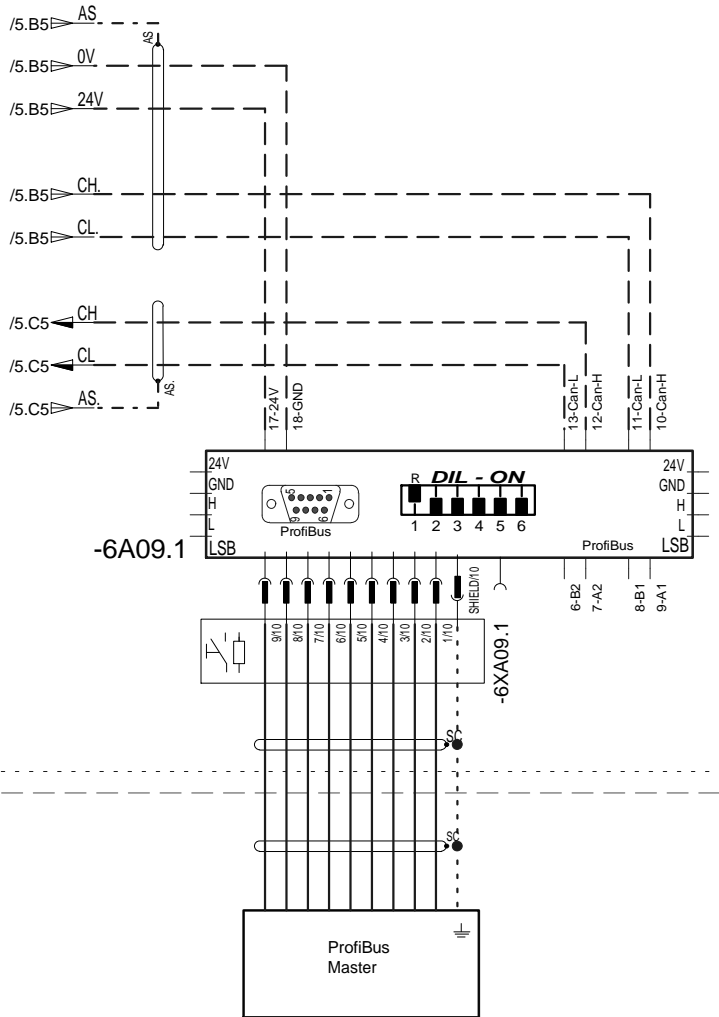 /5.B5 AS
AS
/5.B5 0V
/5.B5 24V
/5.B5 CH.
/5.B5 CL.
/5.C5 CH
/5.C5 CL
/5.C5 AS.
AS.
17-24V
18-GND
13-Can-L
12-Can-H
11-Can-L
10-Can-H
24V
GND
H
L
LSB
5 1
9 6
ProfiBus
R DIL - ON
1 2 3 4 5 6
ProfiBus
24V
GND
H
L
LSB
-6A09.1
SHIELD/10
6-B2
7-A2
8-B1
9-A1
9/10
8/10
7/10
6/10
5/10
4/10
3/10
2/10
1/10
-6XA09.1
SC
SC
ProfiBus
Master